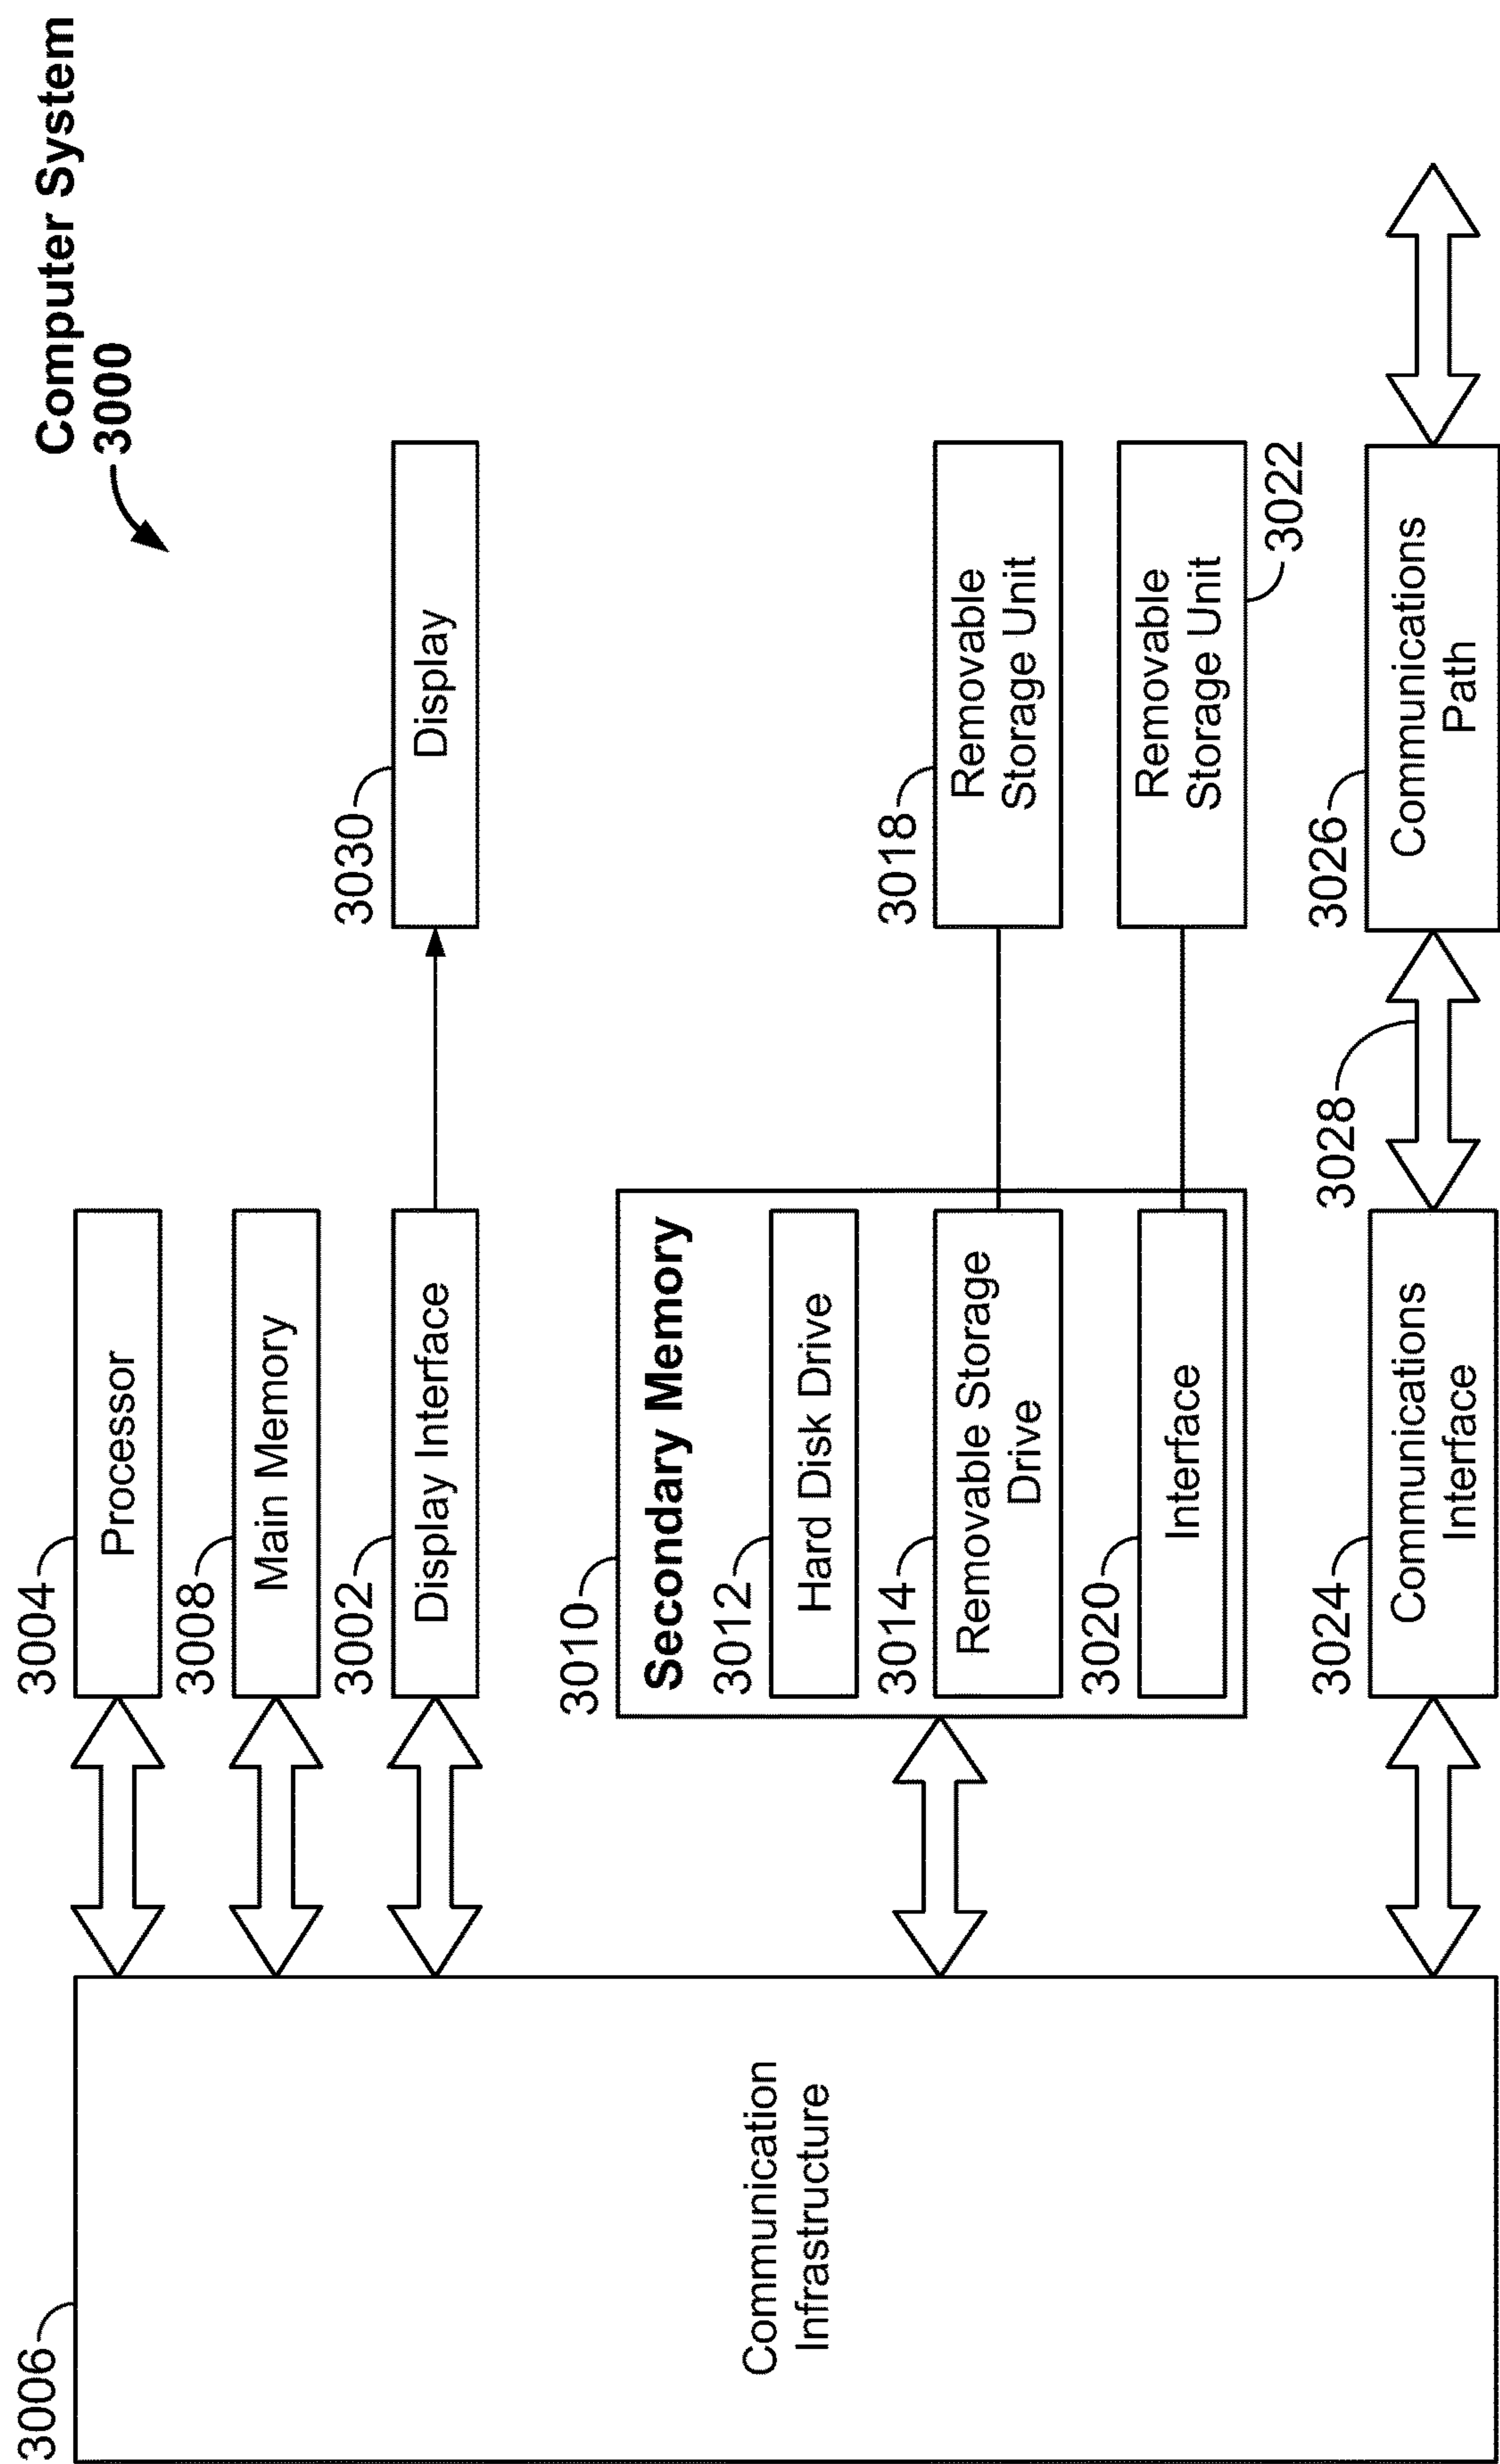 Computer System
3000
3006
Communication
Infrastructure
3004
Processor
3008
Main Memory
3002
Display Interface
3030
Display
3010
Secondary Memory
3012
Hard Disk Drive
3014
Removable Storage
Drive
3018
Removable
Storage Unit
3020
Interface
Removable
Storage Unit
3022
3024
Communications
Interface
3028
3026
Communications
Path